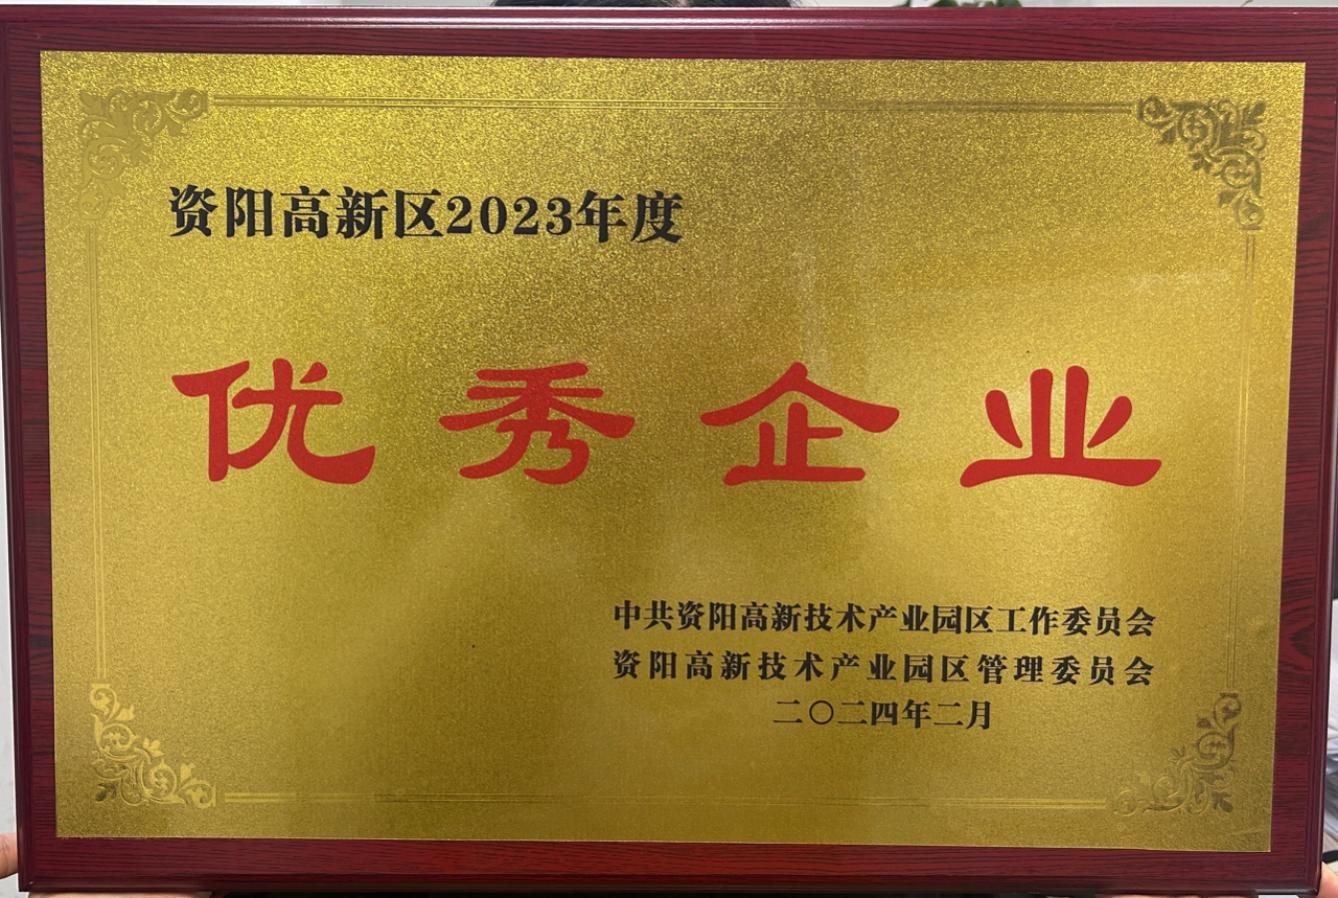 资阳高新区2023年度
优秀企业
中共资阳高新技术产业园区工作委员会
资阳高新技术产业园区管理委员会
二〇二四年二月